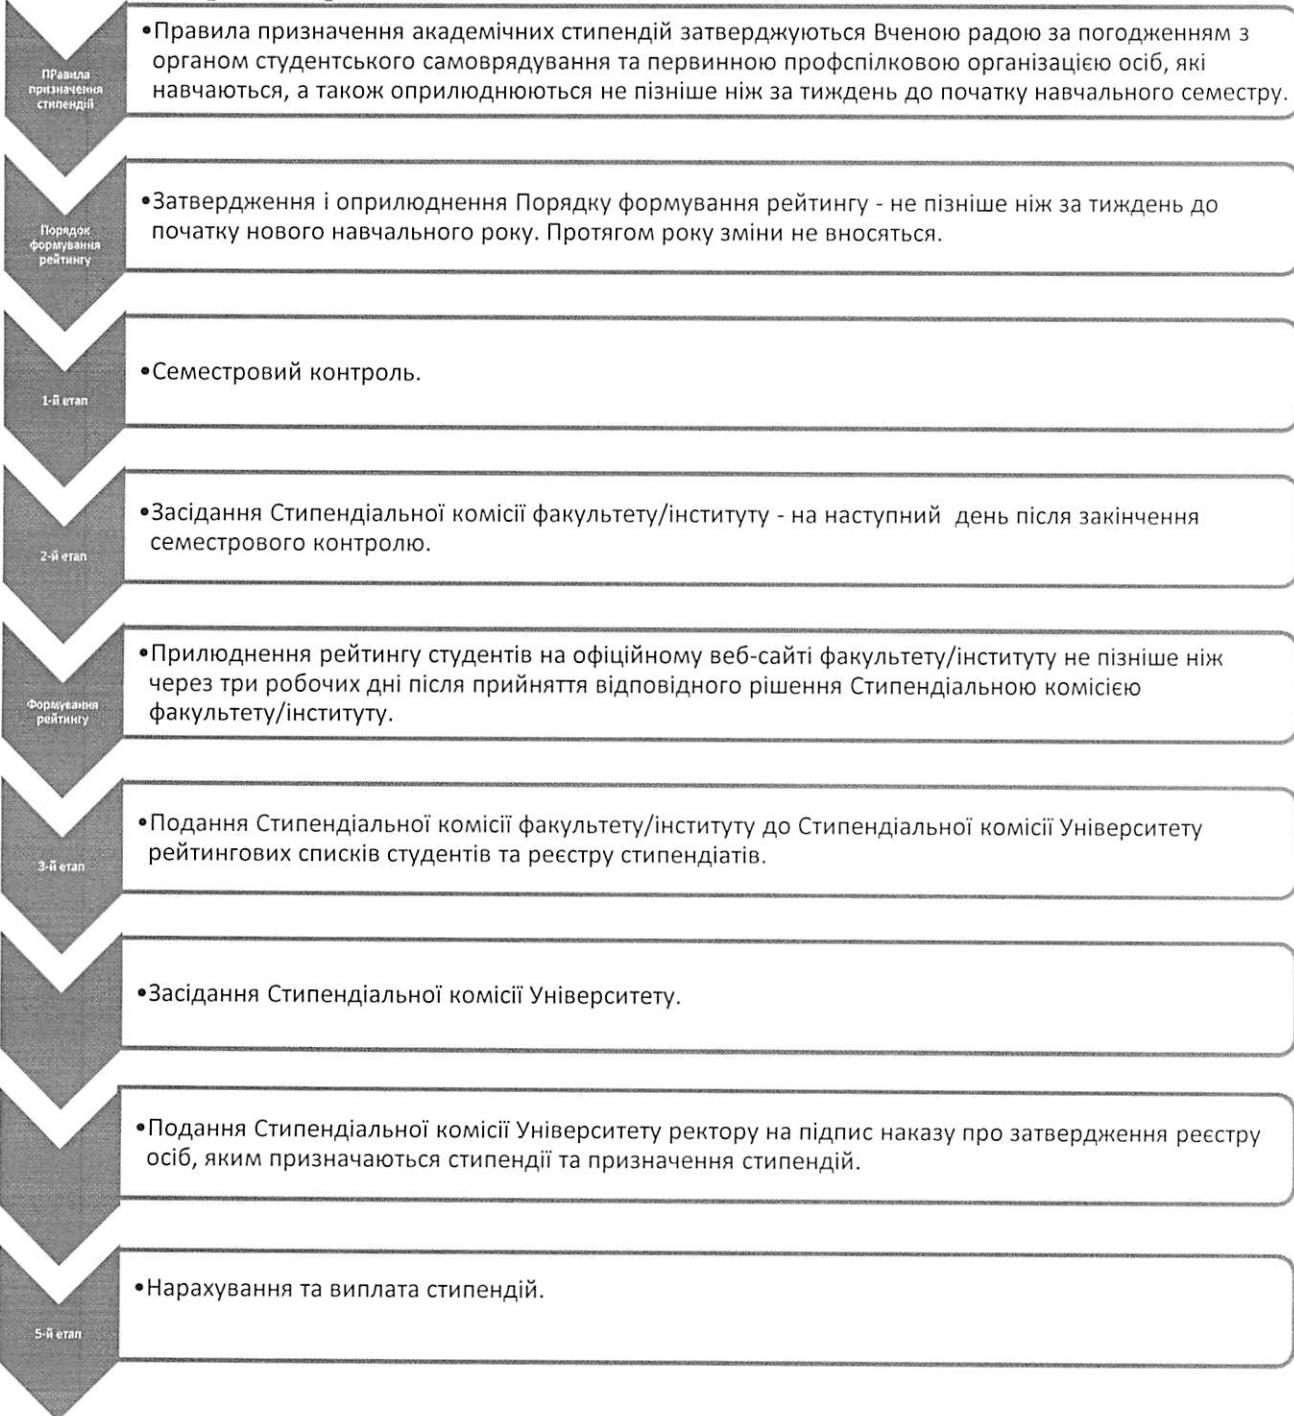 ПРавила
призначення
стипендій
•Правила призначення академічних стипендій затверджуються Вченою радою за погодженням з
органом студентського самоврядування та первинною профспілковою організацією осіб, які
навчаються, а також оприлюднюються не пізніше ніж за тиждень до початку навчального семестру.
Порядок
формування
рейтингу
•Затвердження і оприлюднення Порядку формування рейтингу - не пізніше ніж за тиждень до
початку нового навчального року. Протягом року зміни не вносяться.
1-й етап
•Семестровий контроль.
2-й етап
•Засідання Стипендіальної комісії факультету/інституту - на наступний день після закінчення
семестрового контролю.
Формування
рейтингу
•Прилюднення рейтингу студентів на офіційному веб-сайті факультету/інституту не пізніше ніж
через три робочих дні після прийняття відповідного рішення Стипендіальною комісією
факультету/інституту.
3-й етап
•Подання Стипендіальної комісії факультету/інституту до Стипендіальної комісії Університету
рейтингових списків студентів та реєстру стипендіатів.
•Засідання Стипендіальної комісії Університету.
•Подання Стипендіальної комісії Університету ректору на підпис наказу про затвердження реєстру
осіб, яким призначаються стипендії та призначення стипендій.
5-й етап
•Нарахування та виплата стипендій.